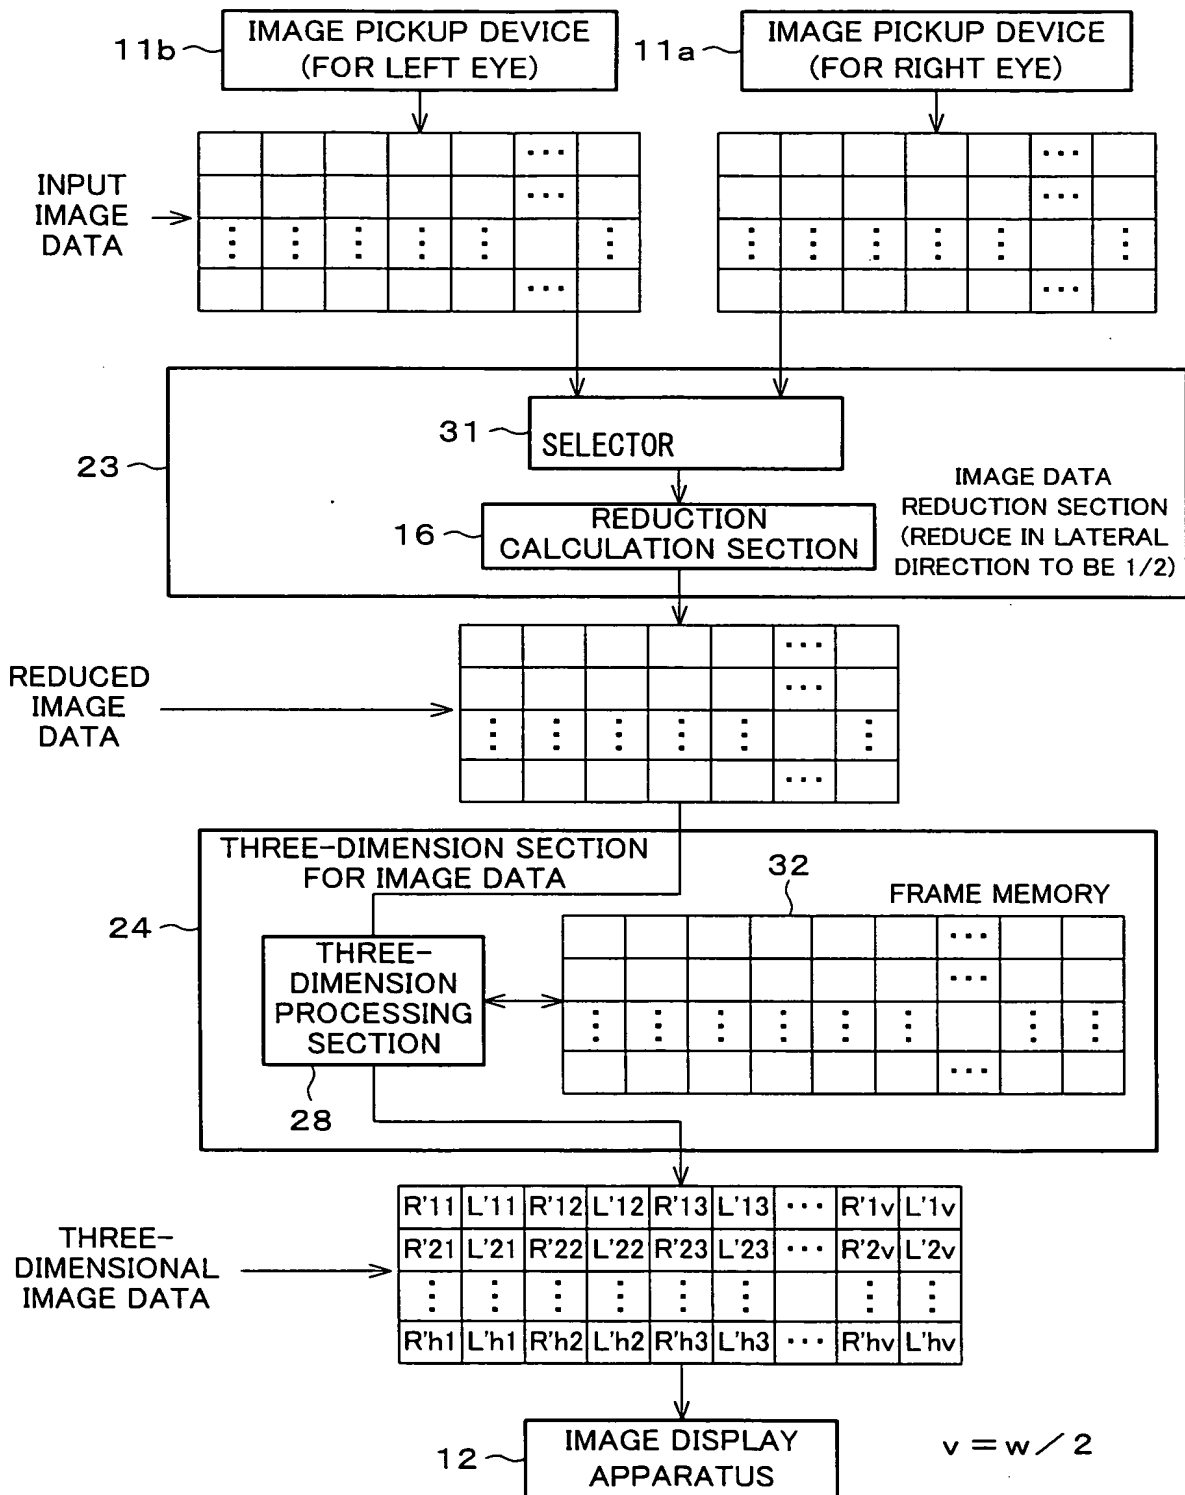 11b
IMAGE PICKUP DEVICE
(FOR LEFT EYE)
11a
IMAGE PICKUP DEVICE
(FOR RIGHT EYE)
INPUT
IMAGE
DATA
31
SELECTOR
23
16
REDUCTION
CALCULATION SECTION
IMAGE DATA
REDUCTION SECTION
(REDUCE IN LATERAL
DIRECTION TO BE 1/2)
REDUCED
IMAGE
DATA
THREE-DIMENSION SECTION
FOR IMAGE DATA
32
FRAME MEMORY
24
THREE-
DIMENSION
PROCESSING
SECTION
28
THREE-
DIMENSIONAL
IMAGE DATA
R'11 L'11 R'12 L'12 R'13 L'13 ··· R'1v L'1v
R'21 L'21 R'22 L'22 R'23 L'23 ··· R'2v L'2v
R'h1 L'h1 R'h2 L'h2 R'h3 L'h3 ··· R'hv L'hv
12
IMAGE DISPLAY
APPARATUS
v=w/2